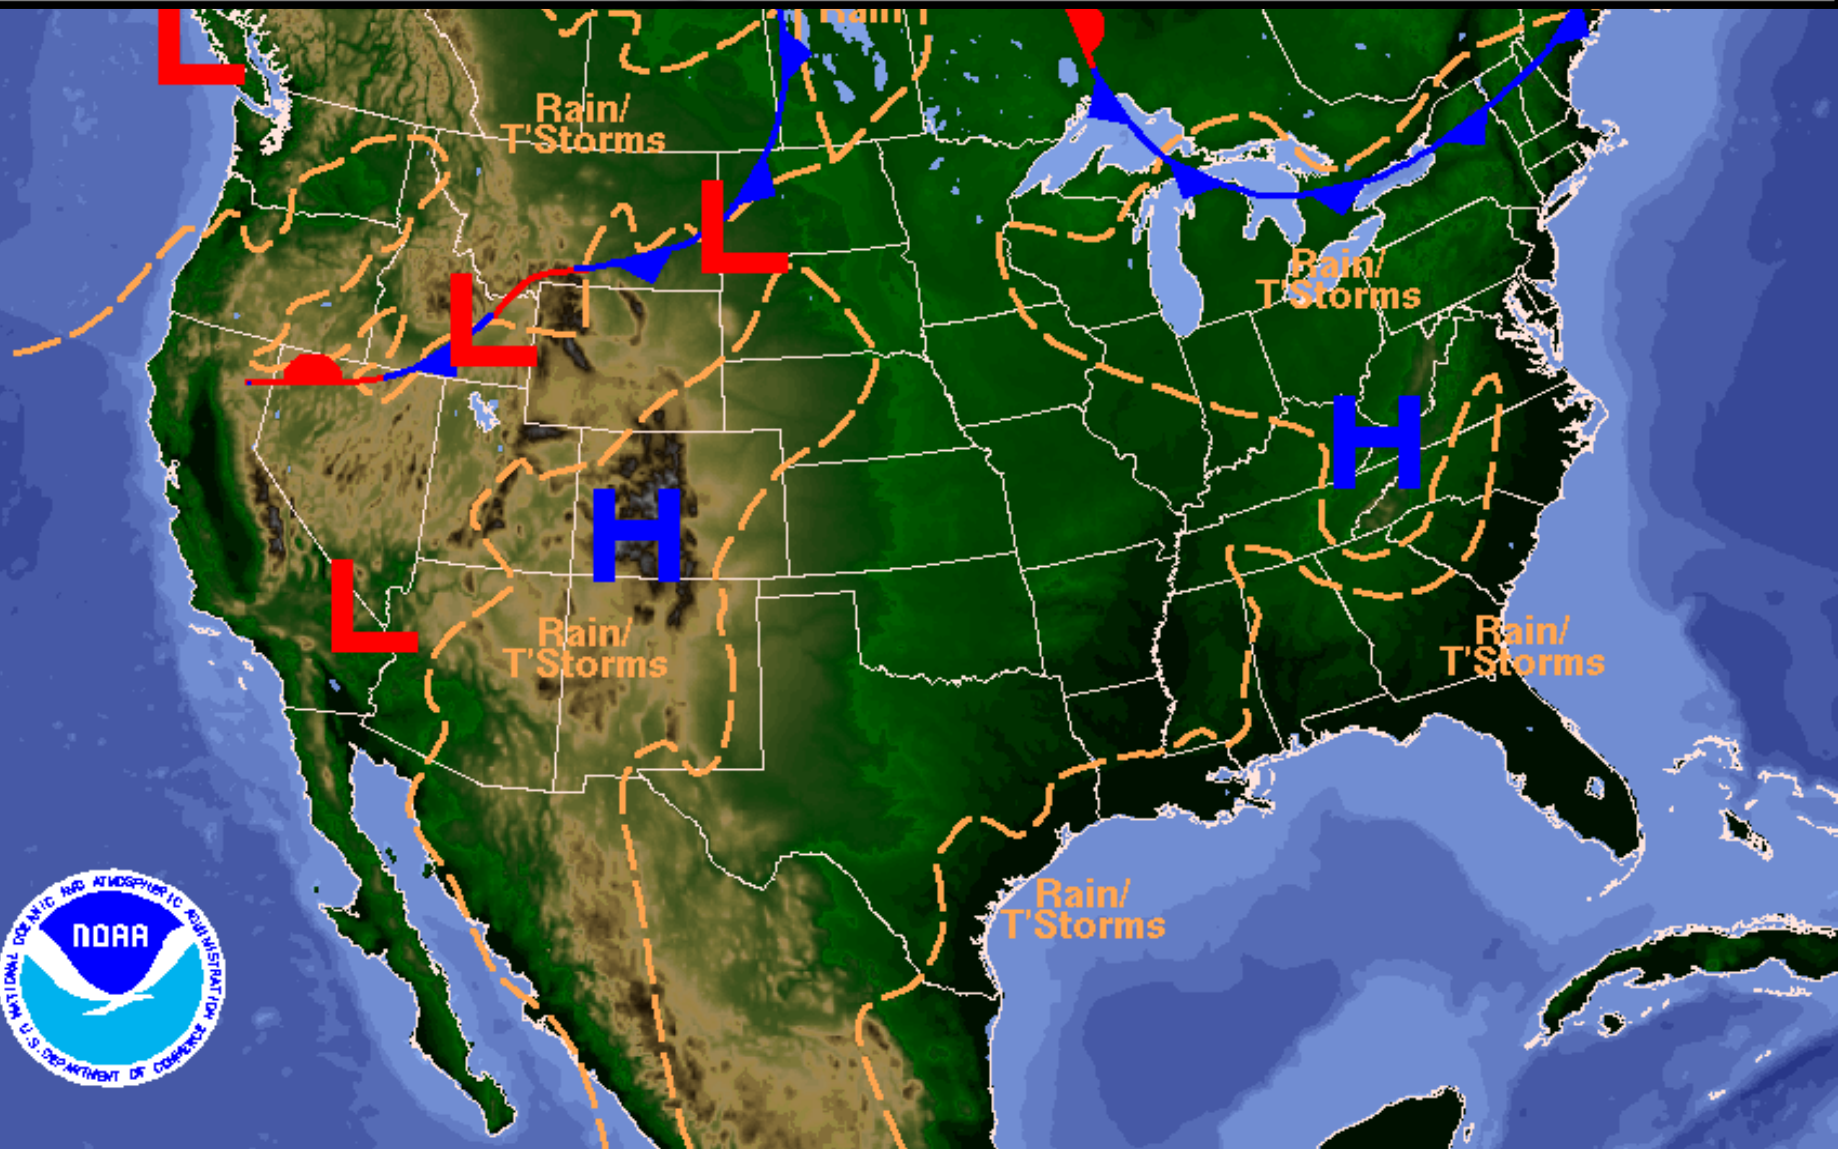 Rain
Rain/
T'Storms
Rain/
T'Storms
L
L
L
H
H
L
Rain/
T'Storms
Rain/
T'Storms
Rain/
T'Storms
NOAA
NATIONAL OCEANIC AND ATMOSPHERIC ADMINISTRATION
U.S. DEPARTMENT OF COMMERCE